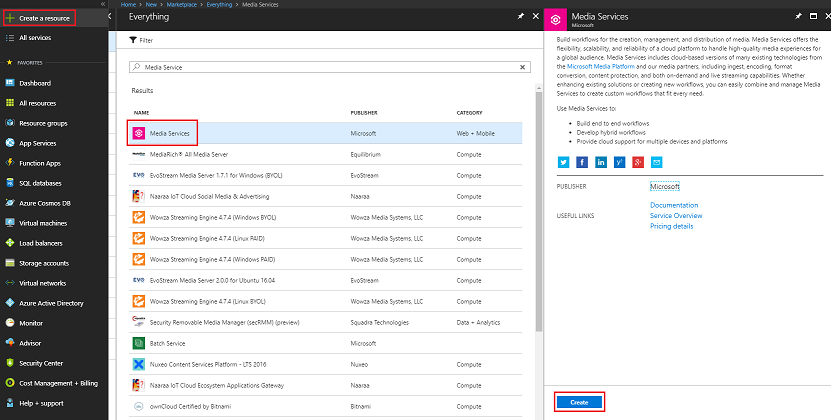 Home > New > Marketplace > Everything > Media Services
Create a resource
All services
FAVORITES
Dashboard
All resources
Resource groups
App Services
Function Apps
SQL databases
Azure Cosmos DB
Virtual machines
Load balancers
Storage accounts
Virtual networks
Azure Active Directory
Monitor
Advisor
Security Center
Cost Management + Billing
Help + support
Everything
Filter
Media Service
Results
NAME PUBLISHER CATEGORY
Media Services Microsoft Web + Mobile
MediaRich® All Media Server Equilibrium Compute
EvoStream Media Server 1.7.1 for Windows (BYOL) EvoStream Compute
Naaraa IoT Cloud Social Media & Advertising Naaraa Compute
Wowza Streaming Engine 4.7.4 (Windows BYOL) Wowza Media Systems, LLC Compute
Wowza Streaming Engine 4.7.4 (Linux PAID) Wowza Media Systems, LLC Compute
Wowza Streaming Engine 4.7.4 (Windows PAID) Wowza Media Systems, LLC Compute
EvoStream Media Server 2.0.0 for Ubuntu 16.04 EvoStream Compute
Wowza Streaming Engine 4.7.4 (Linux BYOL) Wowza Media Systems, LLC Compute
Security Removable Media Manager (secRMM) (preview) Squadra Technologies Data + Analytics
Batch Service Microsoft
Nuxeo Content Services Platform - LTS 2016 Nuxeo Compute
Naaraa IoT Cloud Ecosystem Applications Gateway Naaraa Compute
ownCloud Certified by Bitnami Bitnami Compute
Media Services
Microsoft
Build workflows for the creation, management, and distribution of media. Media Services offers the
flexibility, scalability, and reliability of a cloud platform to handle high-quality media experiences for
a global audience. Media Services includes cloud-based versions of many existing technologies from
the Microsoft Media Platform and our media partners, including ingest, encoding, format
conversion, content protection, and both on-demand and live streaming capabilities. Whether
enhancing existing solutions or creating new workflows, you can easily combine and manage Media
Services to create custom workflows that fit every need.
Use Media Services to:
• Build end to end workflows
• Develop hybrid workflows
• Provide cloud support for multiple devices and platforms
PUBLISHER Microsoft
USEFUL LINKS
Documentation
Service Overview
Pricing details
Create